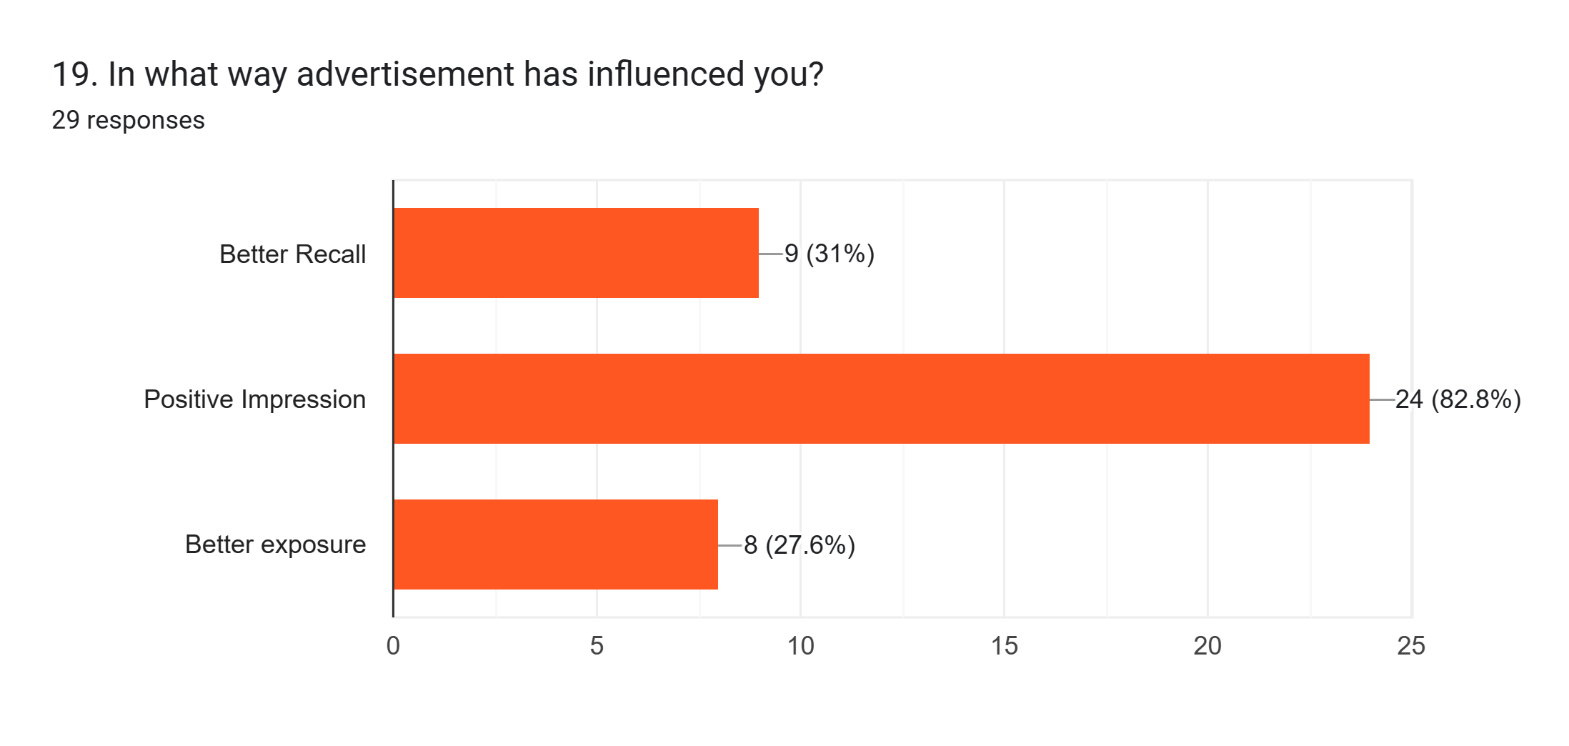 19. In what way advertisement has influenced you?
29 responses
Better Recall
9 (31%)
Positive Impression
24 (82.8%)
Better exposure
8 (27.6%)
0 5 10 15 20 25